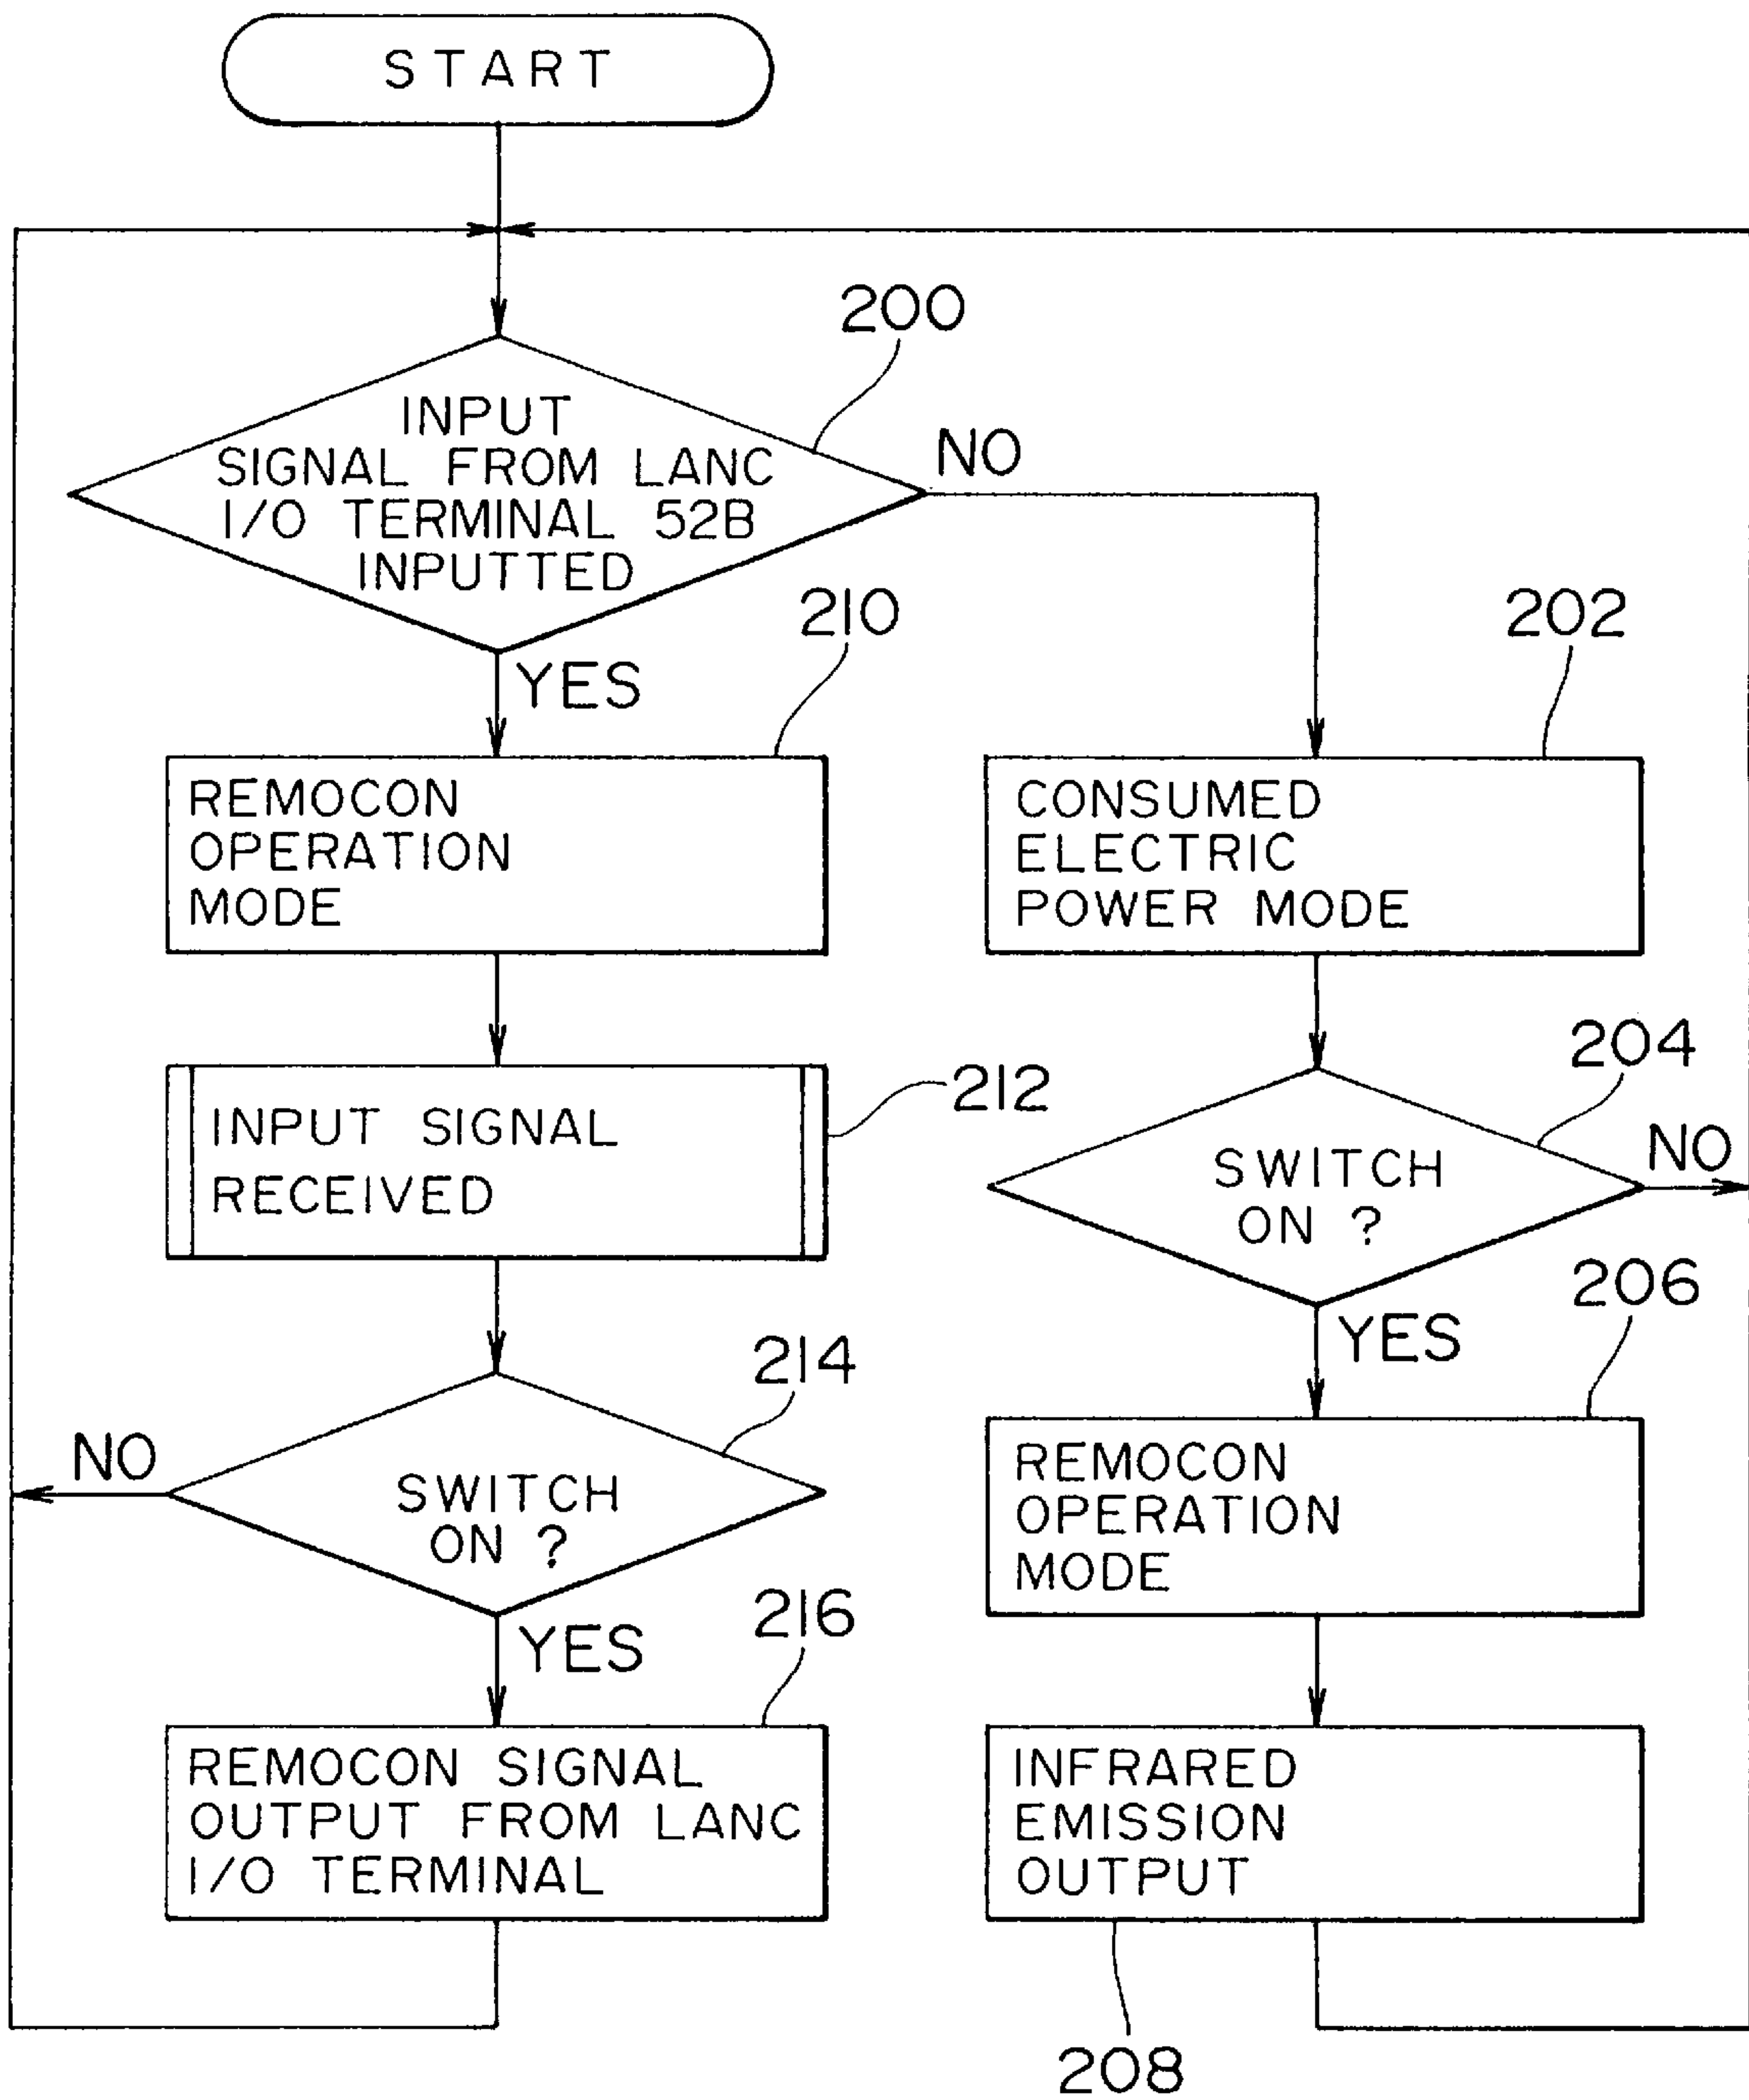 START
200
INPUT
SIGNAL FROM LANC
I/O TERMINAL 52B
INPUTTED
NO
YES
210
REMOCON
OPERATION
MODE
202
CONSUMED
ELECTRIC
POWER MODE
212
INPUT SIGNAL
RECEIVED
204
SWITCH
ON ?
NO
YES
214
SWITCH
ON ?
NO
YES
206
REMOCON
OPERATION
MODE
216
REMOCON SIGNAL
OUTPUT FROM LANC
I/O TERMINAL
INFRARED
EMISSION
OUTPUT
208